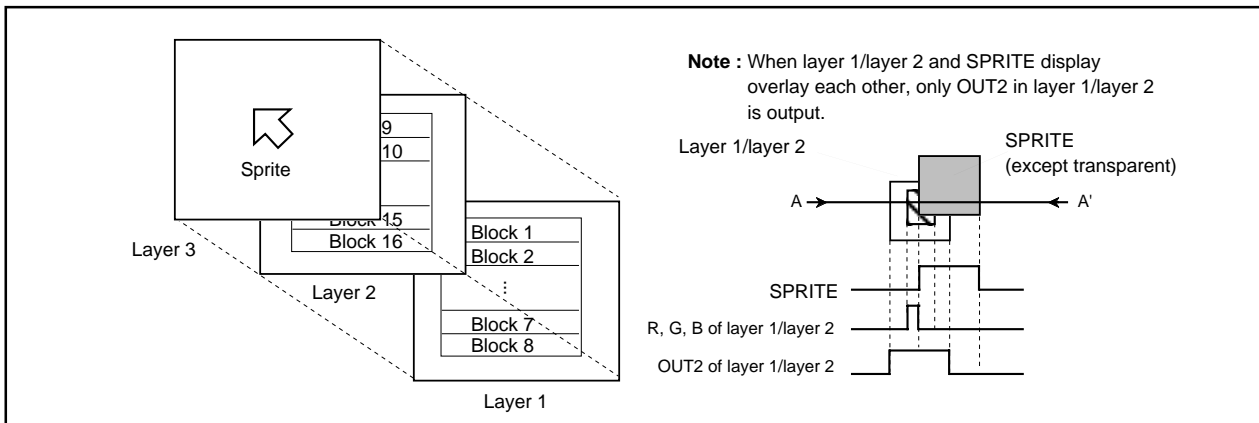 Sprite
9
10
Block 15
Block 16
Block 1
Block 2
Block 7
Block 8
Layer 3
Layer 2
Layer 1
Note : When layer 1/layer 2 and SPRITE display
overlay each other, only OUT2 in layer 1/layer 2
is output.
Layer 1/layer 2
SPRITE
(except transparent)
A
A'
SPRITE
R, G, B of layer 1/layer 2
OUT2 of layer 1/layer 2